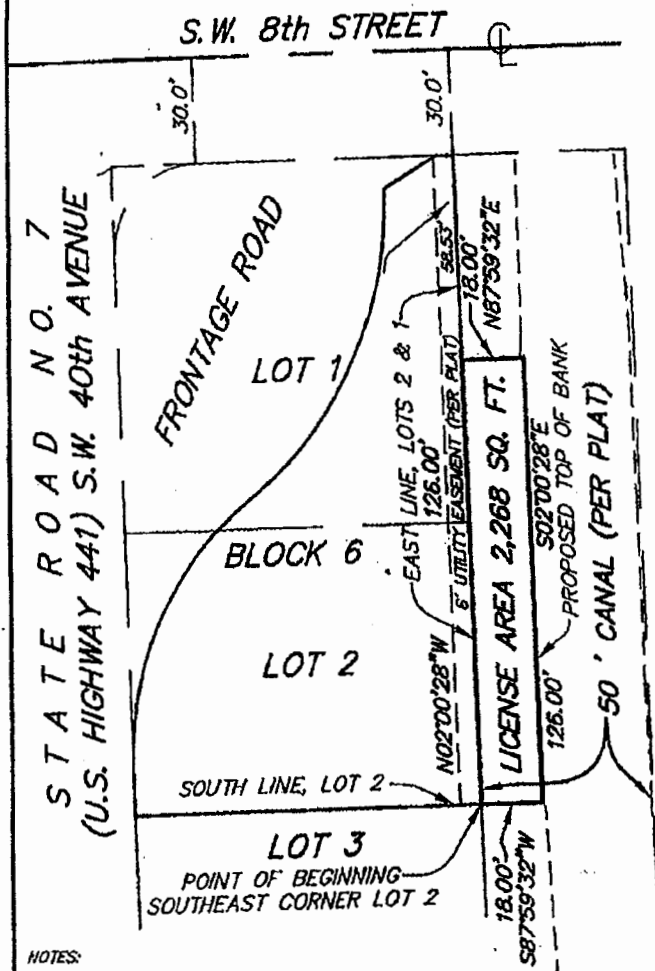 S.W. 8th STREET
℄
30.0'
30.0'
STATE ROAD NO. 7
(U.S. HIGHWAY 441) S.W. 40th AVENUE
FRONTAGE ROAD
LOT 1
58.53'
18.00'
N87°59'32"E
EAST LINE, LOTS 2 & 1
126.00'
6' UTILITY EASEMENT (PER PLAT)
N02°00'28"W
LICENSE AREA 2,268 SQ. FT.
S02°00'28"E
PROPOSED TOP OF BANK
126.00'
50' CANAL (PER PLAT)
BLOCK 6
LOT 2
SOUTH LINE, LOT 2
LOT 3
POINT OF BEGINNING
SOUTHEAST CORNER LOT 2
18.00'
S87°59'32"W
NOTES: